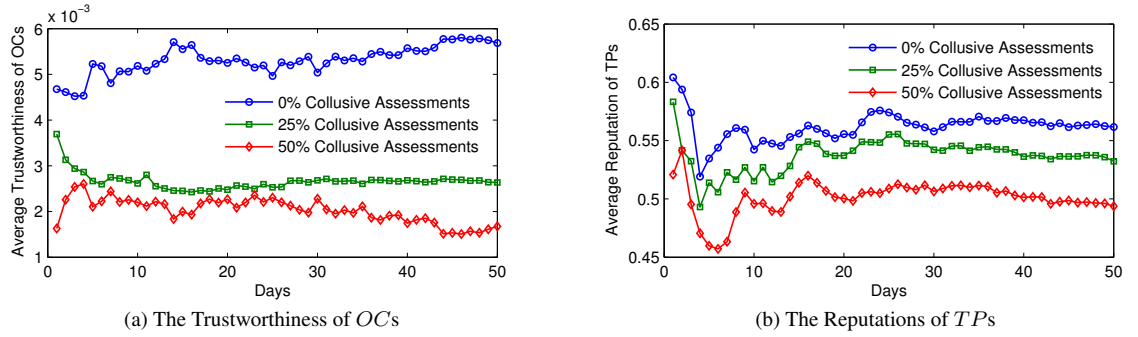 x 10⁻³
6
5
4
3
2
1
Average Trustworthiness of OCs
0% Collusive Assessments
25% Collusive Assessments
50% Collusive Assessments
0 10 20 30 40 50
Days
(a) The Trustworthiness of OCs
0.65
0.6
0.55
0.5
0.45
Average Reputation of TPs
0% Collusive Assessments
25% Collusive Assessments
50% Collusive Assessments
0 10 20 30 40 50
Days
(b) The Reputations of TPs